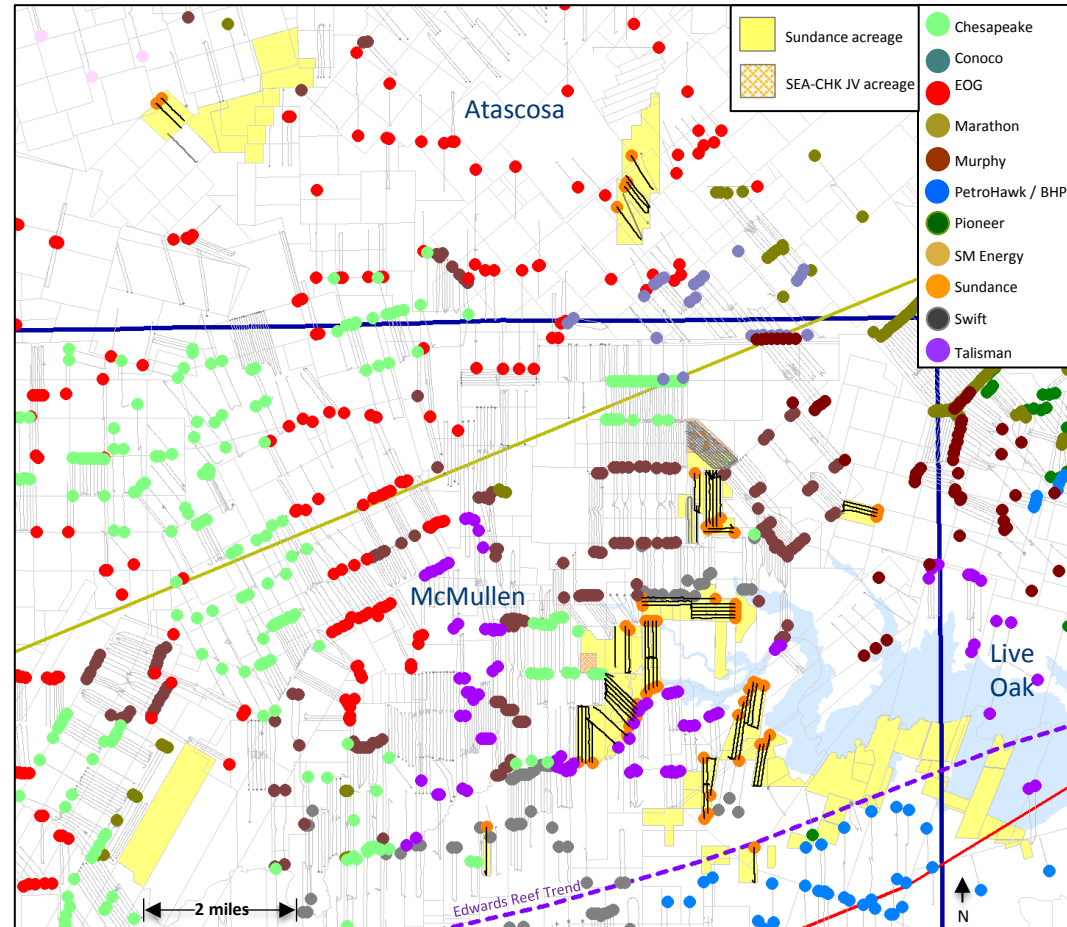 Sundance acreage
SEA-CHK JV acreage
Chesapeake
Conoco
EOG
Marathon
Murphy
PetroHawk / BHP
Pioneer
SM Energy
Sundance
Swift
Talisman
Atascosa
McMullen
Live
Oak
Edwards Reef Trend
2 miles
N